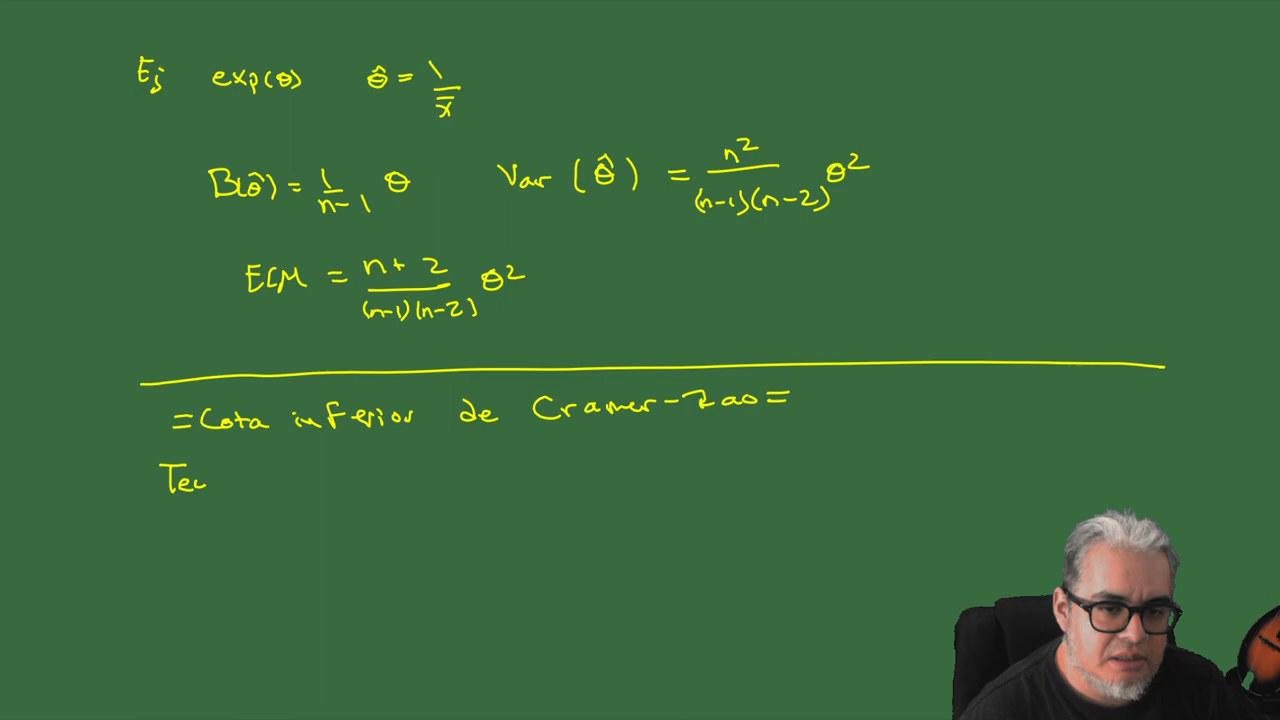 Ej exp(θ) θ̂ = 1/x̄
B(θ̂) = 1/(n-1) θ Var (θ̂) = n²/((n-1)(n-2)) θ²
ECM = (n+2)/((n-1)(n-2)) θ²
=Cota inferior de Cramer-Rao=
Teo